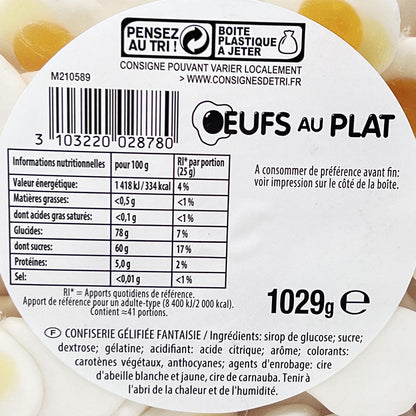 PENSEZ
AU TRI !
BOITE
PLASTIQUE
A JETER
CONSIGNE POUVANT VARIER LOCALEMENT
> WWW.CONSIGNESDETRI.FR
M210589
3 103220 028780
OEUFS AU PLAT
A consommer de préférence avant fin:
voir impression sur le côté de la boîte.
Informations nutritionnelles pour 100 g RI* par portion (25 g)
Valeur énergétique: 1 418 kJ / 334 kcal 4 %
Matières grasses: <0,5 g <1 %
dont acides gras saturés: <0,1 g <1 %
Glucides: 78 g 7 %
dont sucres: 60 g 17 %
Protéines: 5,0 g 2 %
Sel: <0,01 g <1 %
RI* = Apports quotidiens de référence.
Apport de référence pour un adulte-type (8 400 kJ/2 000 kcal).
Contient ≈41 portions.
1029g e
F CONFISERIE GÉLIFIÉE FANTAISIE / Ingrédients: sirop de glucose; sucre;
dextrose; gélatine; acidifiant: acide citrique; arôme; colorants:
carotènes végétaux, anthocyanes; agents d'enrobage: cire
d'abeille blanche et jaune, cire de carnauba. Tenir à
l'abri de la chaleur et de l'humidité.